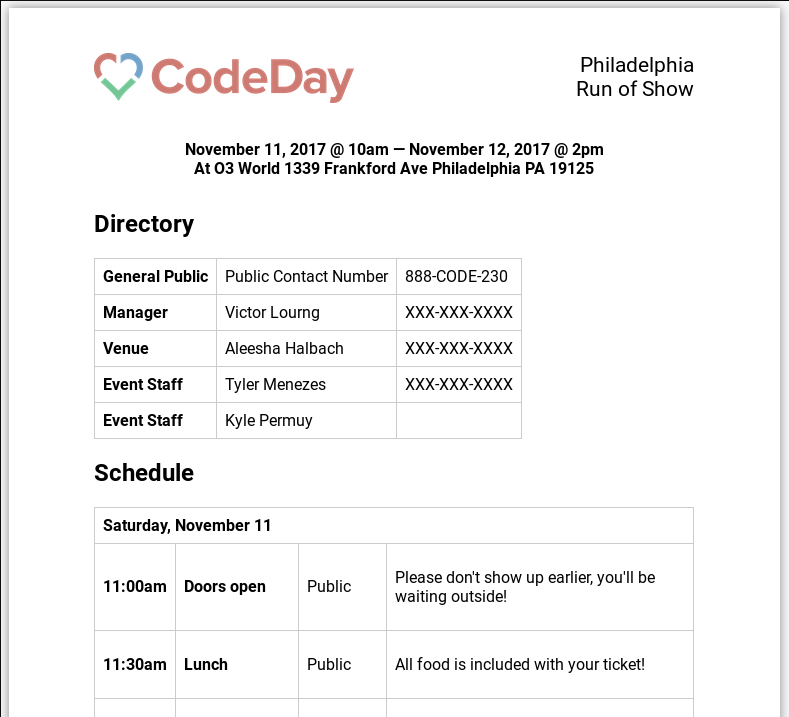 CodeDay
Philadelphia
Run of Show
November 11, 2017 @ 10am — November 12, 2017 @ 2pm
At O3 World 1339 Frankford Ave Philadelphia PA 19125
Directory
General Public Public Contact Number 888-CODE-230
Manager Victor Lourng XXX-XXX-XXXX
Venue Aleesha Halbach XXX-XXX-XXXX
Event Staff Tyler Menezes XXX-XXX-XXXX
Event Staff Kyle Permuy
Schedule
Saturday, November 11
11:00am Doors open Public Please don't show up earlier, you'll be
waiting outside!
11:30am Lunch Public All food is included with your ticket!